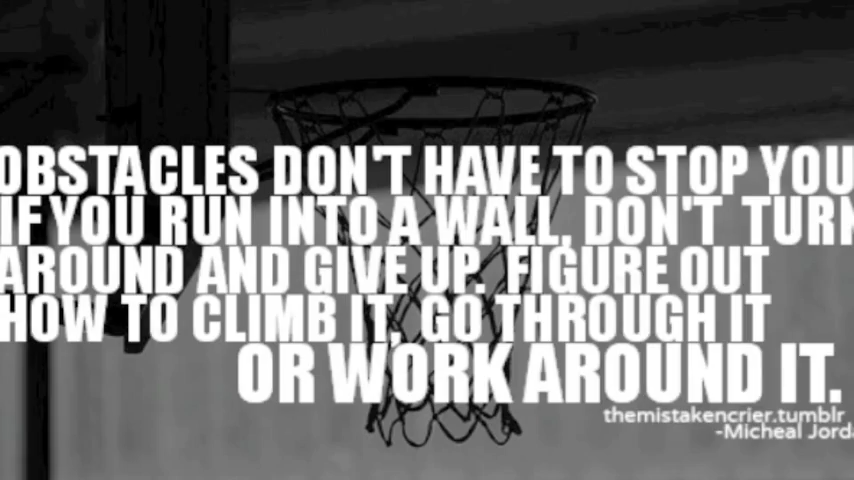 OBSTACLES DON'T HAVE TO STOP YOU
IF YOU RUN INTO A WALL, DON'T TURN
AROUND AND GIVE UP. FIGURE OUT
HOW TO CLIMB IT, GO THROUGH IT
OR WORK AROUND IT.
themistakencrier.tumblr
-Micheal Jorda